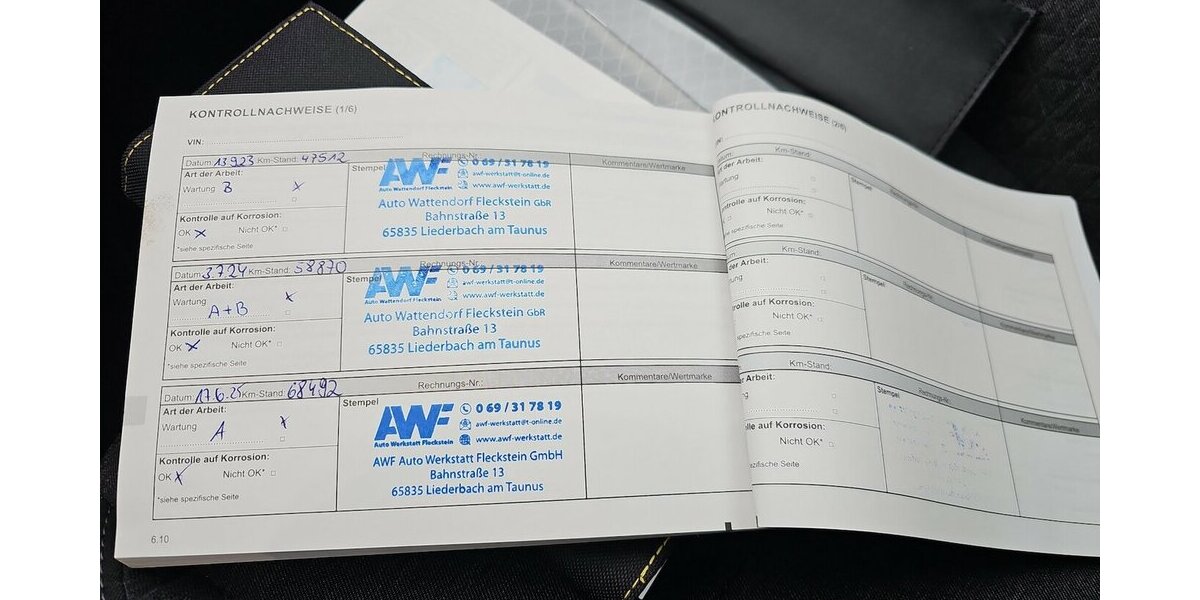 KONTROLLNACHWEISE (1/6)
VIN:
Datum 13.9.23 Km-Stand: 47512 Rechnungs-Nr.: Kommentare/Wertmarke
Art der Arbeit:
Wartung B x
Kontrolle auf Korrosion:
OK x Nicht OK*
*siehe spezifische Seite
Stempel
AWF
Auto Wattendorf Fleckstein
0 69 / 31 78 19
awf-werkstatt@t-online.de
www.awf-werkstatt.de
Auto Wattendorf Fleckstein GbR
Bahnstraße 13
65835 Liederbach am Taunus
Datum 3.7.24 Km-Stand: 58870 Rechnungs-Nr.: Kommentare/Wertmarke
Art der Arbeit:
Wartung A+B x
Kontrolle auf Korrosion:
OK x Nicht OK*
*siehe spezifische Seite
Stempel
AWF
Auto Wattendorf Fleckstein
0 69 / 31 78 19
awf-werkstatt@t-online.de
www.awf-werkstatt.de
Auto Wattendorf Fleckstein GbR
Bahnstraße 13
65835 Liederbach am Taunus
Datum: 17.6.25 Km-Stand: 68492 Rechnungs-Nr.: Kommentare/Wertmarke
Art der Arbeit:
Wartung A x
Kontrolle auf Korrosion:
OK x Nicht OK*
*siehe spezifische Seite
Stempel
AWF
Auto Werkstatt Fleckstein
0 69 / 31 78 19
awf-werkstatt@t-online.de
www.awf-werkstatt.de
AWF Auto Werkstatt Fleckstein GmbH
Bahnstraße 13
65835 Liederbach am Taunus
6.10
KONTROLLNACHWEISE (2/6)
Km-Stand: Rechnungs-Nr.: Kommentare/Wertmarke
Art der Arbeit:
Wartung
Kontrolle auf Korrosion:
Nicht OK*
*siehe spezifische Seite
Stempel
Km-Stand: Rechnungs-Nr.: Kommentare/Wertmarke
der Arbeit:
Kontrolle auf Korrosion:
Nicht OK*
spezifische Seite
Stempel
Km-Stand: Rechnungs-Nr. Kommentare/Wertmarke
r Arbeit:
lle auf Korrosion:
Nicht OK*
zifische Seite
Stempel